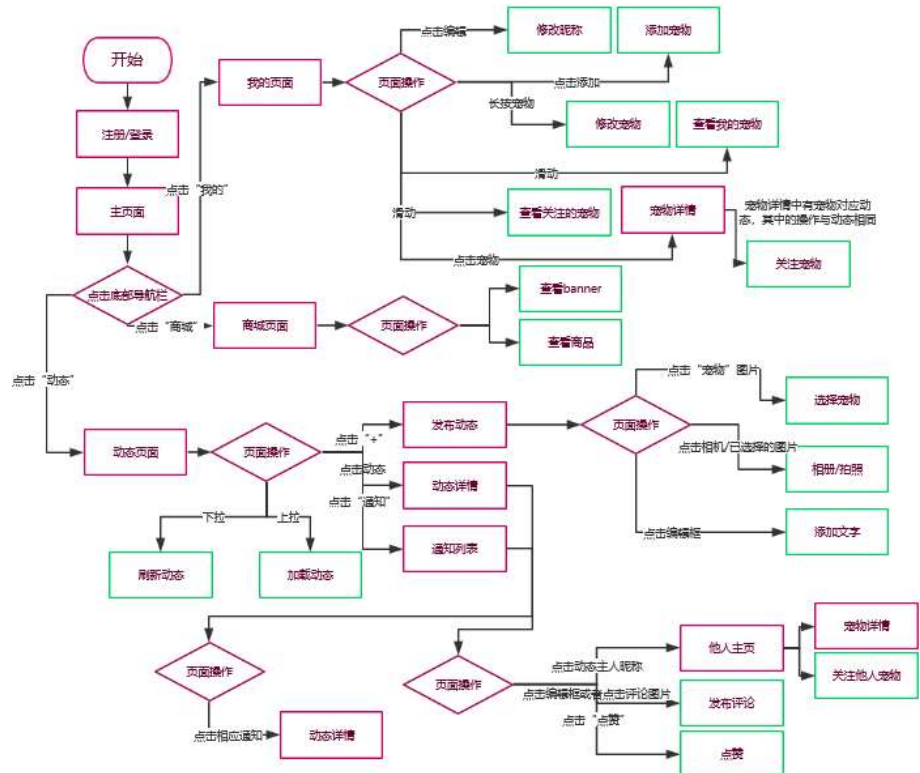 开始
注册/登录
主页面
点击底部导航栏
点击“我的”
我的页面
页面操作
点击编辑
修改昵称
添加宠物
点击添加
长按宠物
修改宠物
查看我的宠物
滑动
滑动
查看关注的宠物
点击宠物
宠物详情
宠物详情中有宠物对应动
态，其中的操作与动态相同
关注宠物
点击“商城”
商城页面
页面操作
查看banner
查看商品
点击“动态”
动态页面
页面操作
下拉
上拉
刷新动态
加载动态
点击“+”
点击动态
点击“通知”
发布动态
动态详情
通知列表
页面操作
点击“宠物”图片
选择宠物
点击相机/已选择的图片
相册/拍照
点击编辑框
添加文字
页面操作
点击相应通知
动态详情
页面操作
点击动态主人昵称
他人主页
宠物详情
关注他人宠物
点击编辑框或者点击评论图片
发布评论
点击“点赞”
点赞